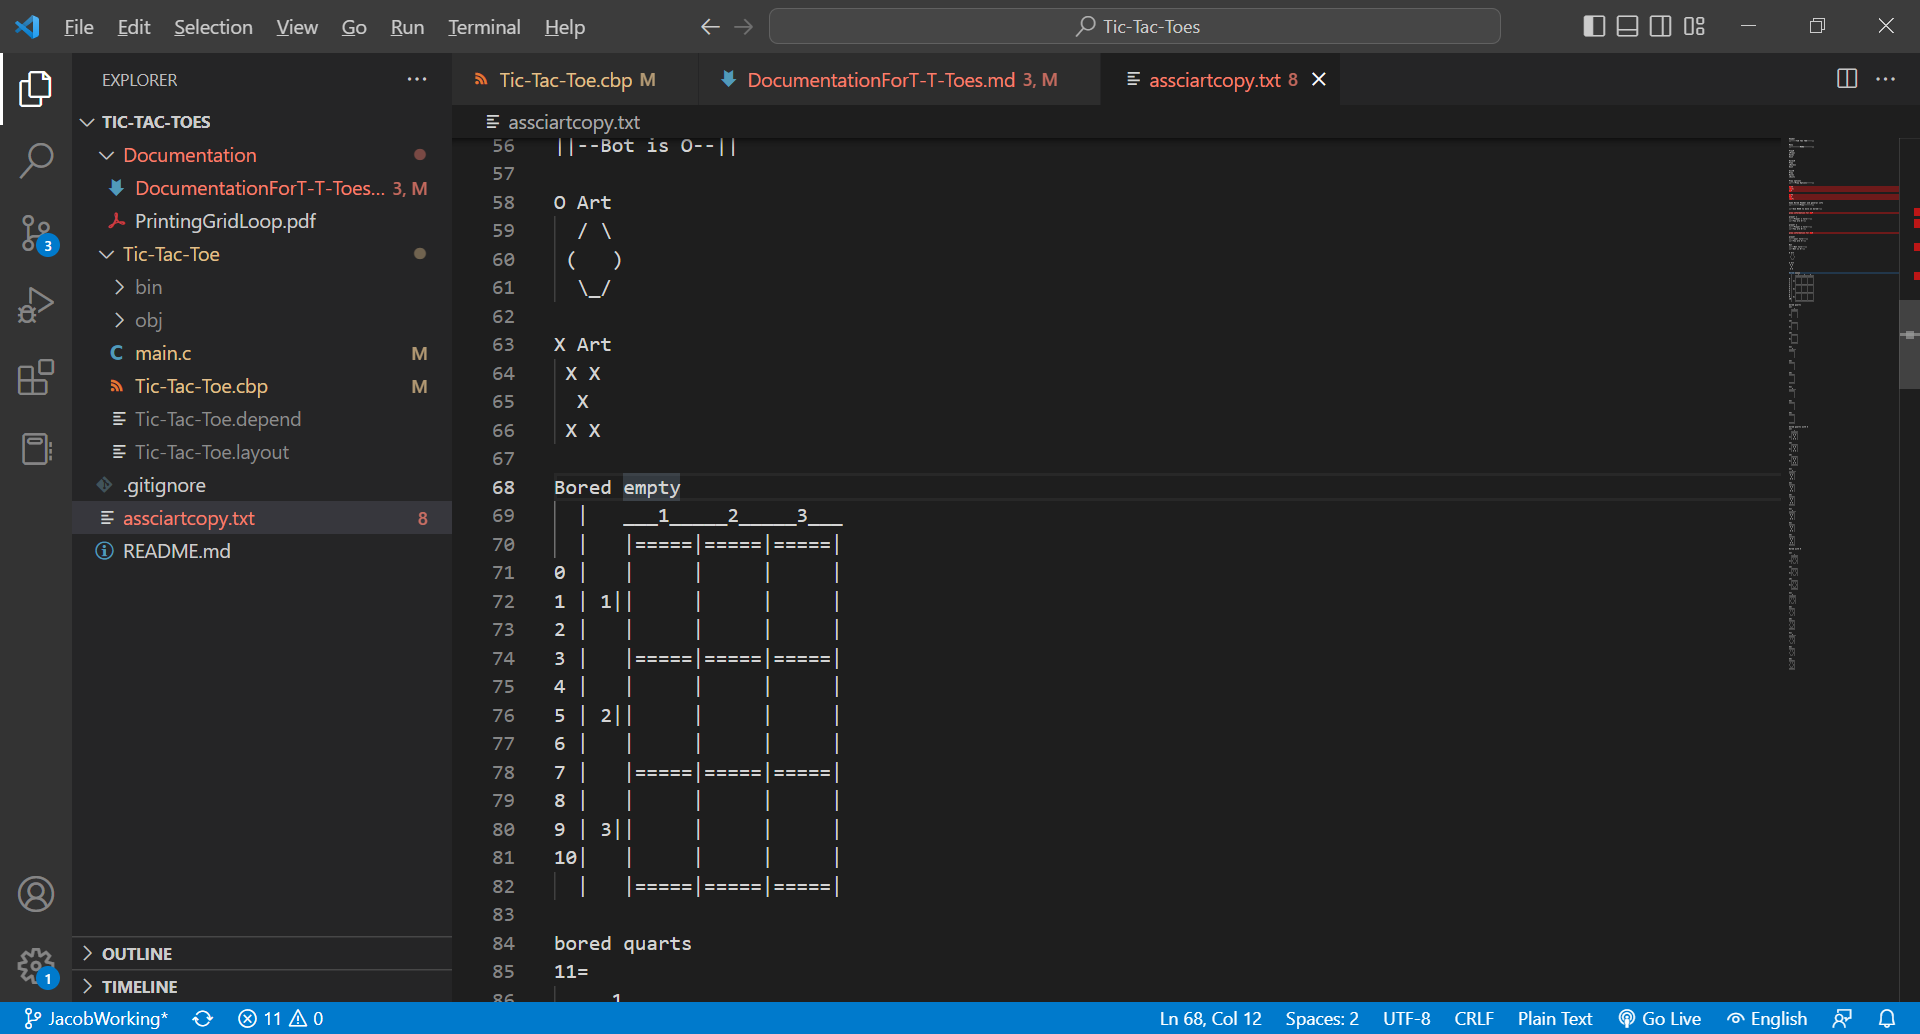 File Edit Selection View Go Run Terminal Help
Tic-Tac-Toes
EXPLORER
TIC-TAC-TOES
Documentation
DocumentationForT-T-Toes... 3, M
PrintingGridLoop.pdf
Tic-Tac-Toe
bin
obj
main.c M
Tic-Tac-Toe.cbp M
Tic-Tac-Toe.depend
Tic-Tac-Toe.layout
.gitignore
assciartcopy.txt 8
README.md
OUTLINE
TIMELINE
3
1
Tic-Tac-Toe.cbp M
DocumentationForT-T-Toes.md 3, M
assciartcopy.txt 8
assciartcopy.txt
56 ||--Bot is O--||
57
58 O Art
59   / \
60  (   )
61   \_/
62
63 X Art
64  X X
65   X
66  X X
67
68 Bored empty
69   |   ___1_____2_____3___
70   |   |=====|=====|=====|
71 0 |   |     |     |     |
72 1 | 1||     |     |     |
73 2 |   |     |     |     |
74 3 |   |=====|=====|=====|
75 4 |   |     |     |     |
76 5 | 2||     |     |     |
77 6 |   |     |     |     |
78 7 |   |=====|=====|=====|
79 8 |   |     |     |     |
80 9 | 3||     |     |     |
81 10|   |     |     |     |
82   |   |=====|=====|=====|
83
84 bored quarts
85 11=
86      1
JacobWorking* 11 0
Ln 68, Col 12 Spaces: 2 UTF-8 CRLF Plain Text Go Live English